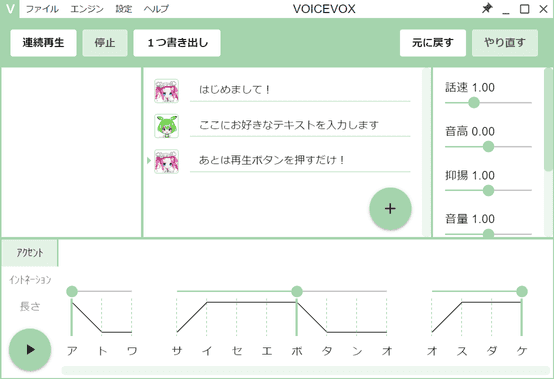 V ファイル エンジン 設定 ヘルプ VOICEVOX
連続再生 停止 1つ書き出し 元に戻す やり直す
はじめまして！
ここにお好きなテキストを入力します
あとは再生ボタンを押すだけ！
+
話速 1.00
音高 0.00
抑揚 1.00
音量 1.00
アクセント
イントネーション
長さ
ア ト ワ サ イ セ エ ボ タ ン オ オ ス ダ ケ